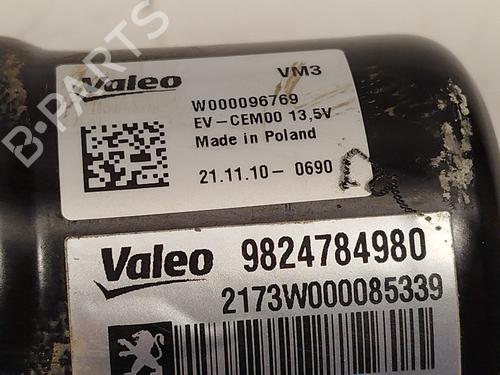 Valeo VM3
W000096769
EV-CEM00 13,5V
Made in Poland
21.11.10-0690
Valeo 9824784980
2173W000085339
B-PARTS